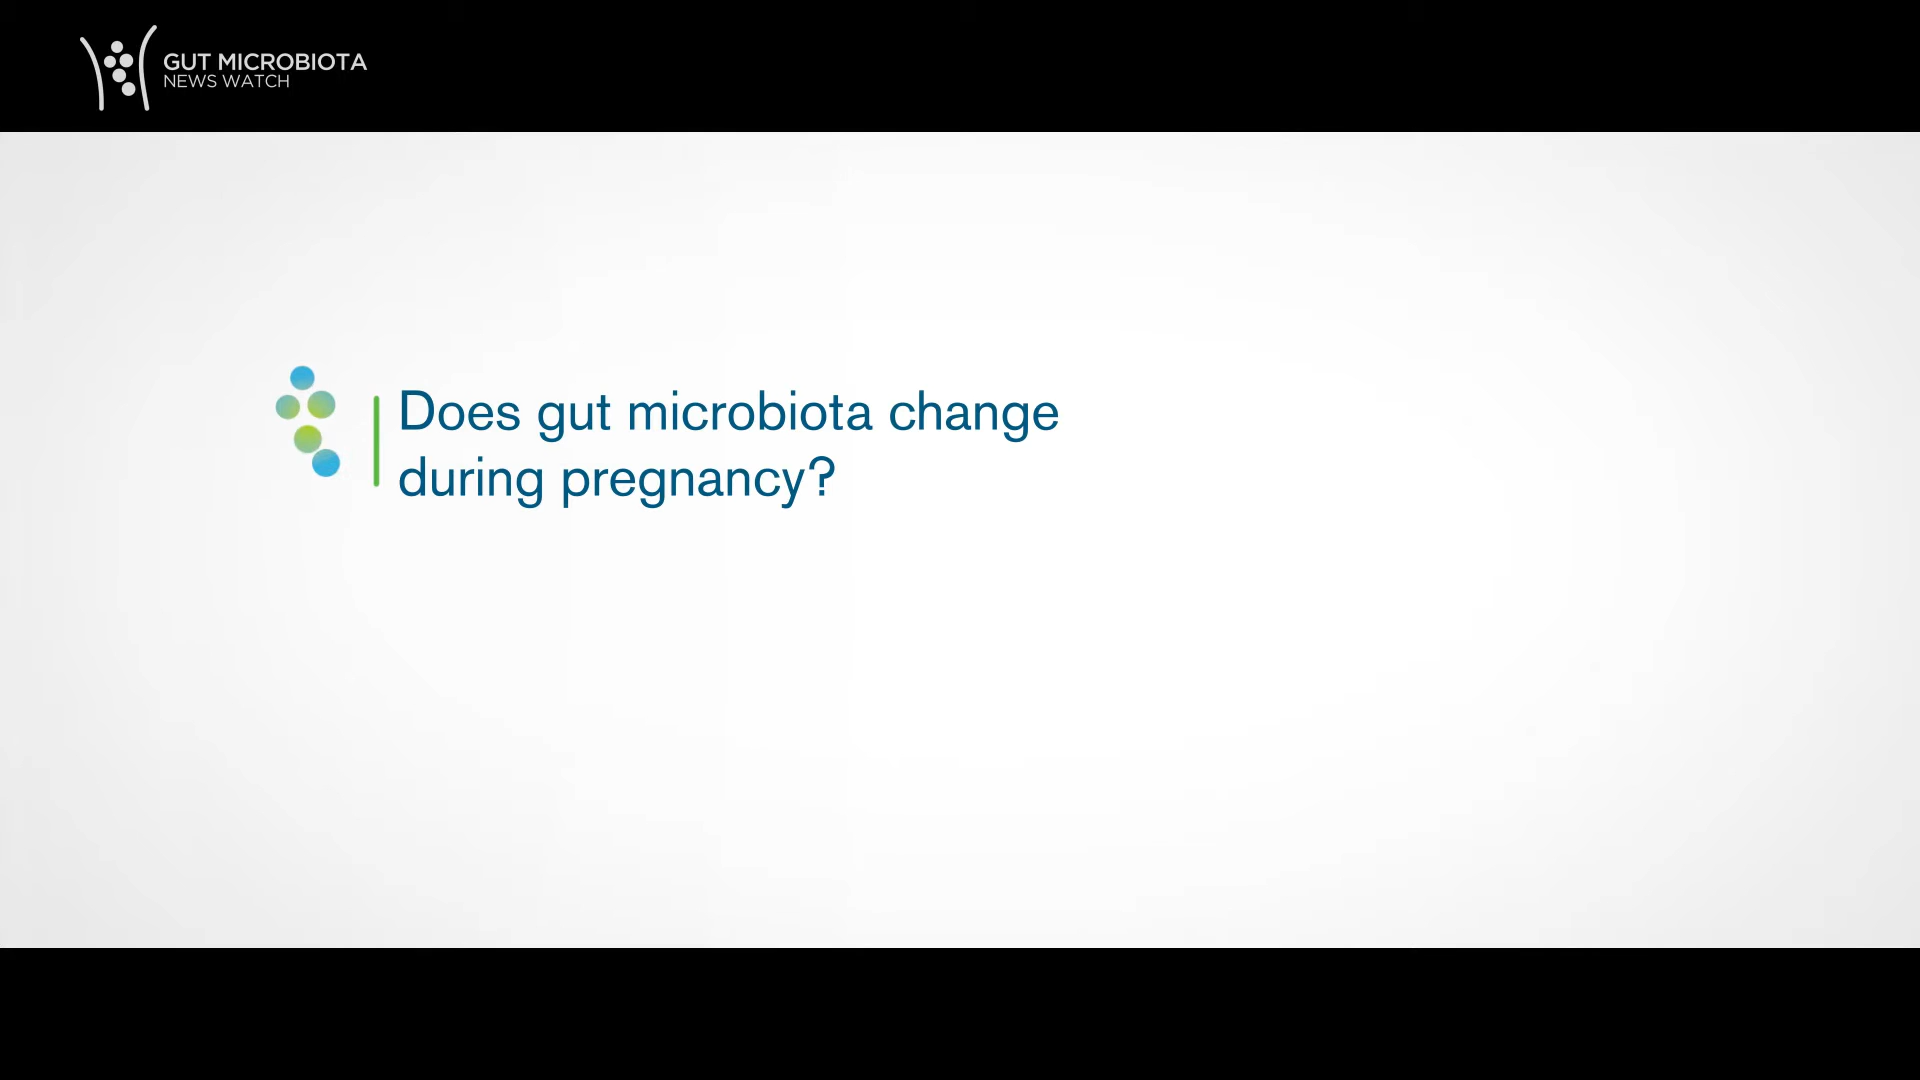 GUT MICROBIOTA
NEWS WATCH
Does gut microbiota change
during pregnancy?